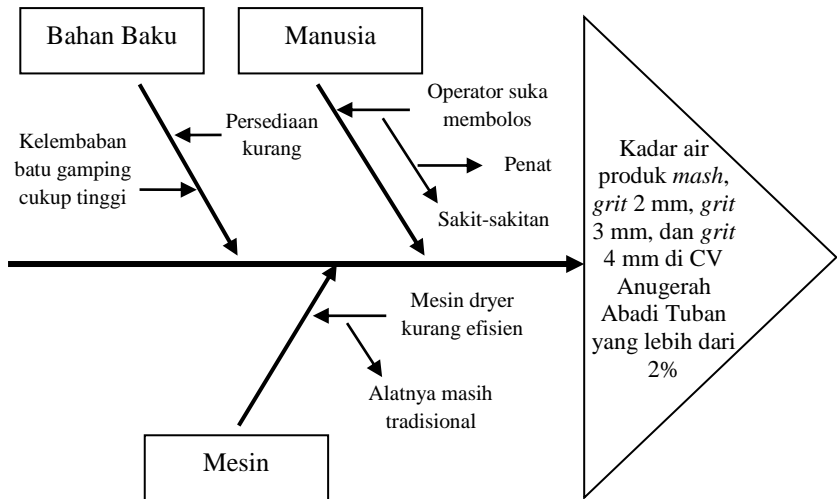 Bahan Baku
Manusia
Persediaan
kurang
Kelembaban
batu gamping
cukup tinggi
Operator suka
membolos
Penat
Sakit-sakitan
Mesin dryer
kurang efisien
Alatnya masih
tradisional
Mesin
Kadar air
produk mash,
grit 2 mm, grit
3 mm, dan grit
4 mm di CV
Anugerah
Abadi Tuban
yang lebih dari
2%